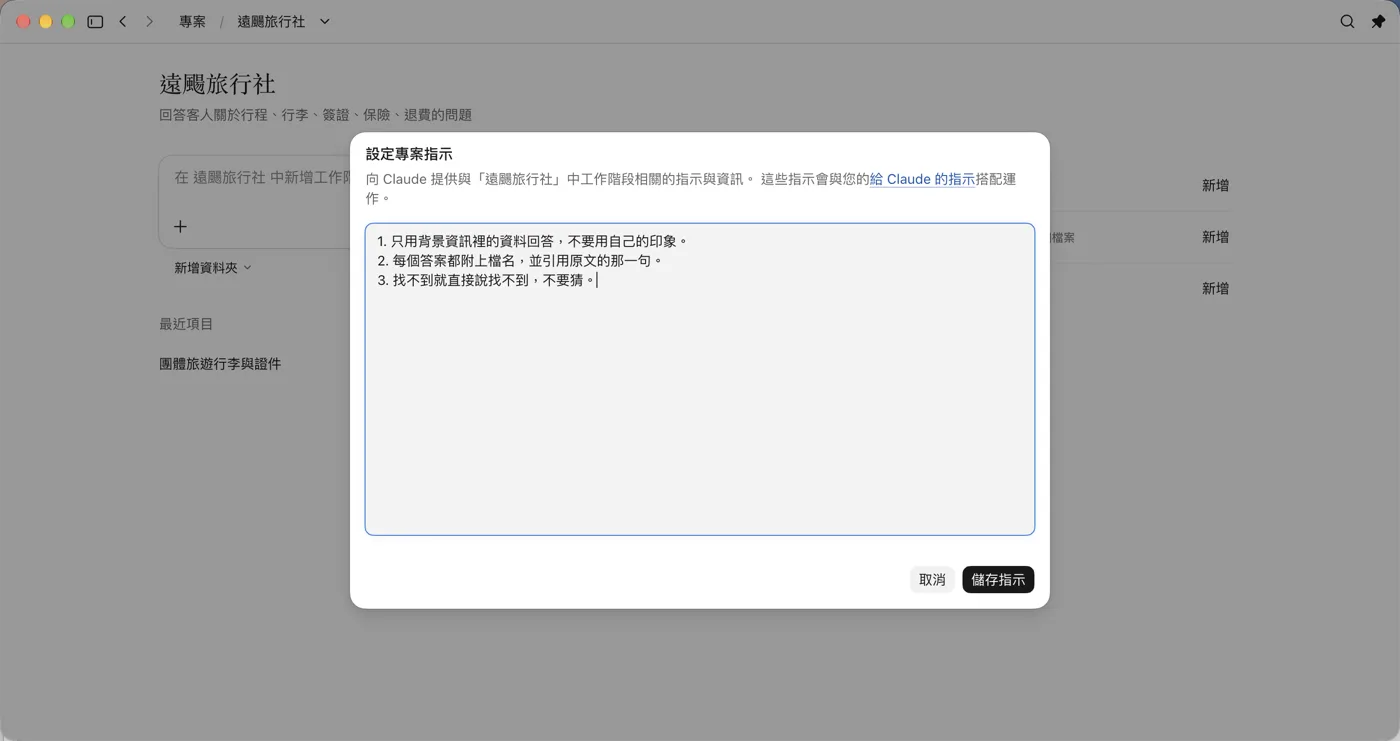 專案 / 遠颺旅行社
遠颺旅行社
回答客人關於行程、行李、簽證、保險、退費的問題
在 遠颺旅行社 中新增工作階
新增資料夾
最近項目
團體旅遊行李與證件
設定專案指示
向 Claude 提供與「遠颺旅行社」中工作階段相關的指示與資訊。 這些指示會與您的給 Claude 的指示搭配運
作。
1. 只用背景資訊裡的資料回答，不要用自己的印象。
2. 每個答案都附上檔名，並引用原文的那一句。
3. 找不到就直接說找不到，不要猜。
取消
儲存指示
新增
檔案
新增
新增